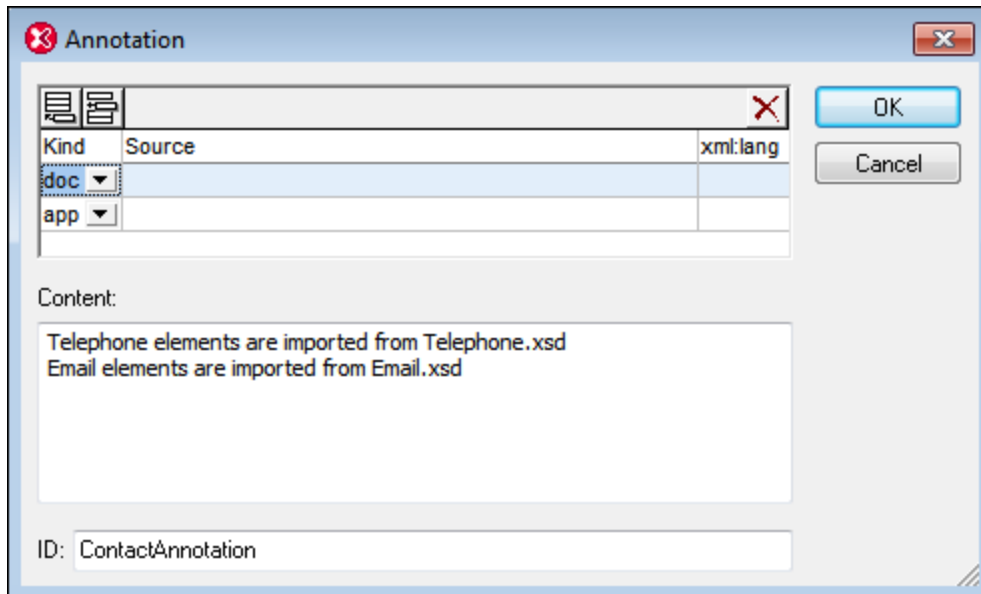 Annotation
OK
Cancel
Kind Source xml:lang
doc
app
Content:
Telephone elements are imported from Telephone.xsd
Email elements are imported from Email.xsd
ID: ContactAnnotation